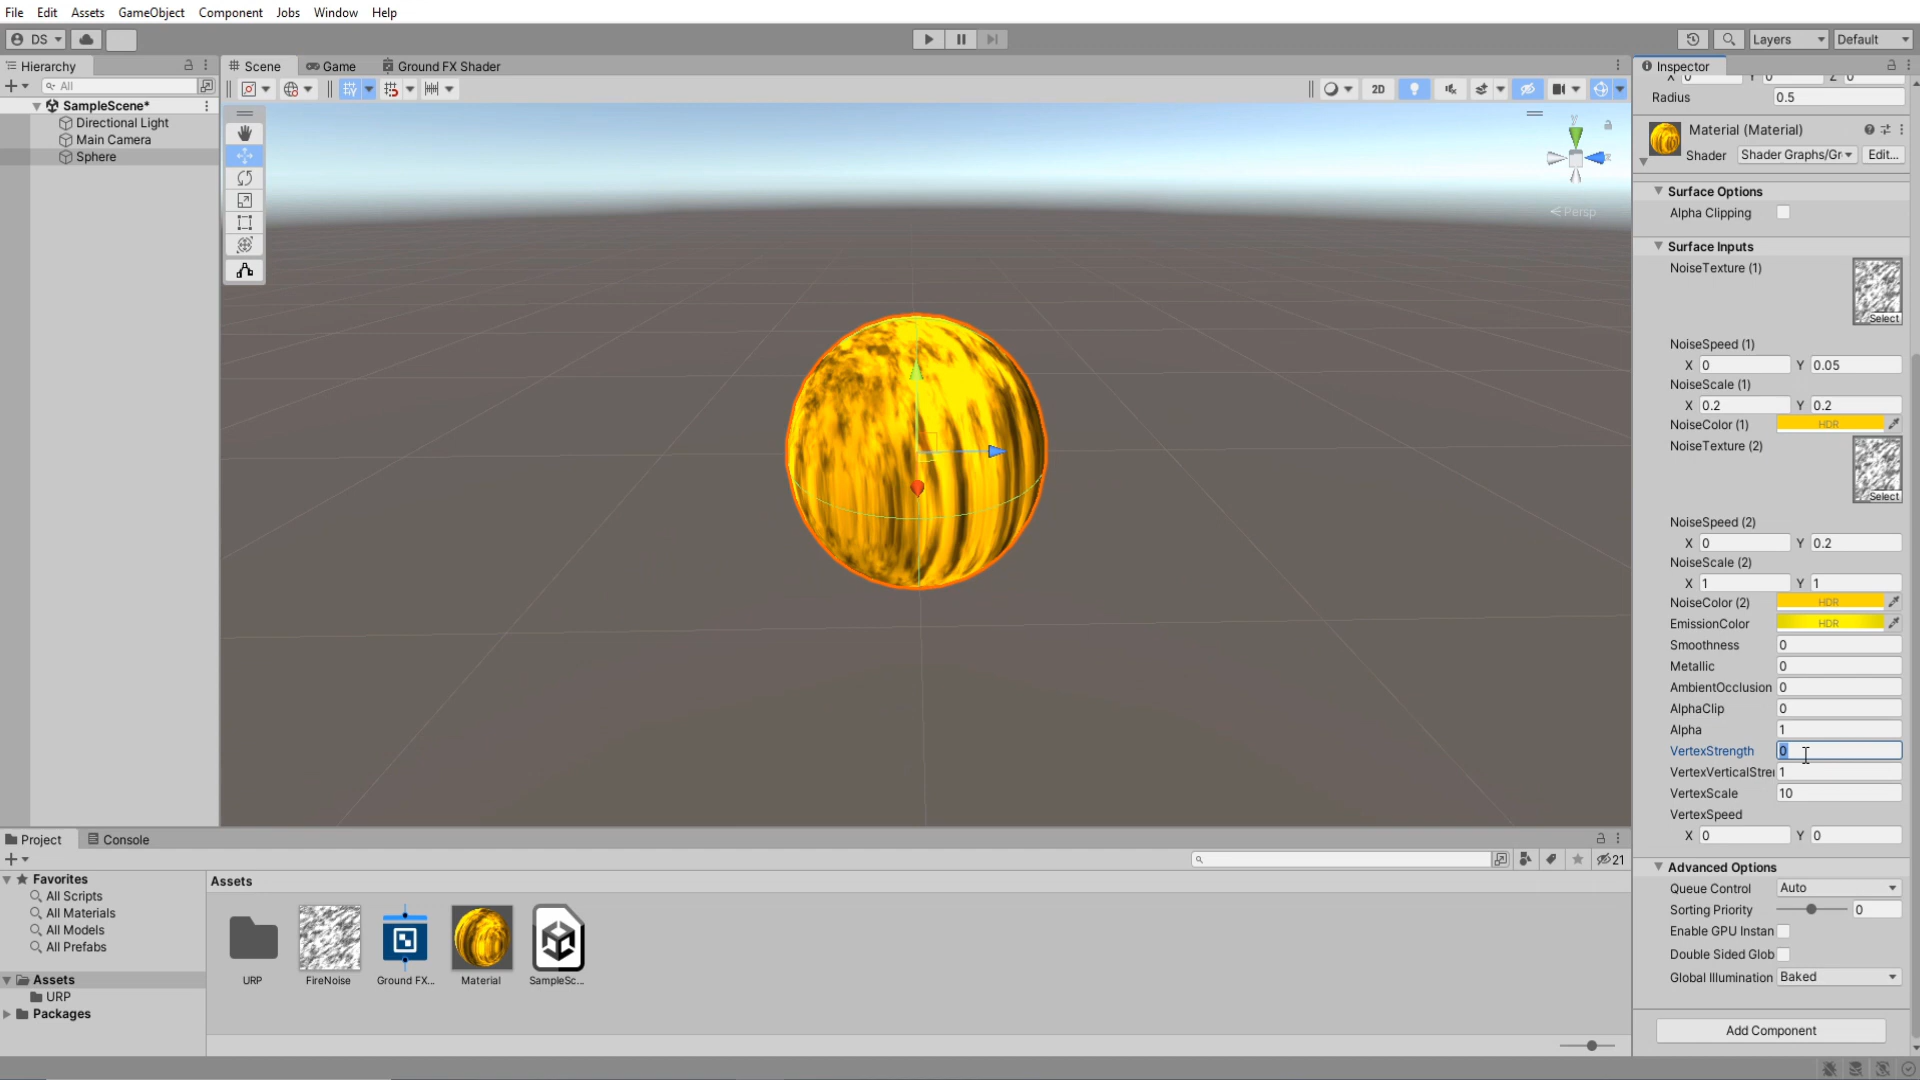 File Edit Assets GameObject Component Jobs Window Help
DS Layers Default
Hierarchy Scene Game Ground FX Shader Inspector
All 2D
SampleScene*
Directional Light
Main Camera
Sphere
y
Persp
X 0 Y 0 Z 0
Radius 0.5
Material (Material)
Shader Shader Graphs/Gr Edit...
Surface Options
Alpha Clipping
Surface Inputs
NoiseTexture (1)
Select
NoiseSpeed (1)
X 0 Y 0.05
NoiseScale (1)
X 0.2 Y 0.2
NoiseColor (1) HDR
NoiseTexture (2)
Select
NoiseSpeed (2)
X 0 Y 0.2
NoiseScale (2)
X 1 Y 1
NoiseColor (2) HDR
EmissionColor HDR
Smoothness 0
Metallic 0
AmbientOcclusion 0
AlphaClip 0
Alpha 1
VertexStrength 0
VertexVerticalStre 1
VertexScale 10
VertexSpeed
X 0 Y 0
Advanced Options
Queue Control Auto
Sorting Priority 0
Enable GPU Instan
Double Sided Glob
Global Illumination Baked
Add Component
Project Console
21
Favorites
All Scripts
All Materials
All Models
All Prefabs
Assets
URP
Packages
Assets
URP FireNoise Ground FX... Material SampleSc...